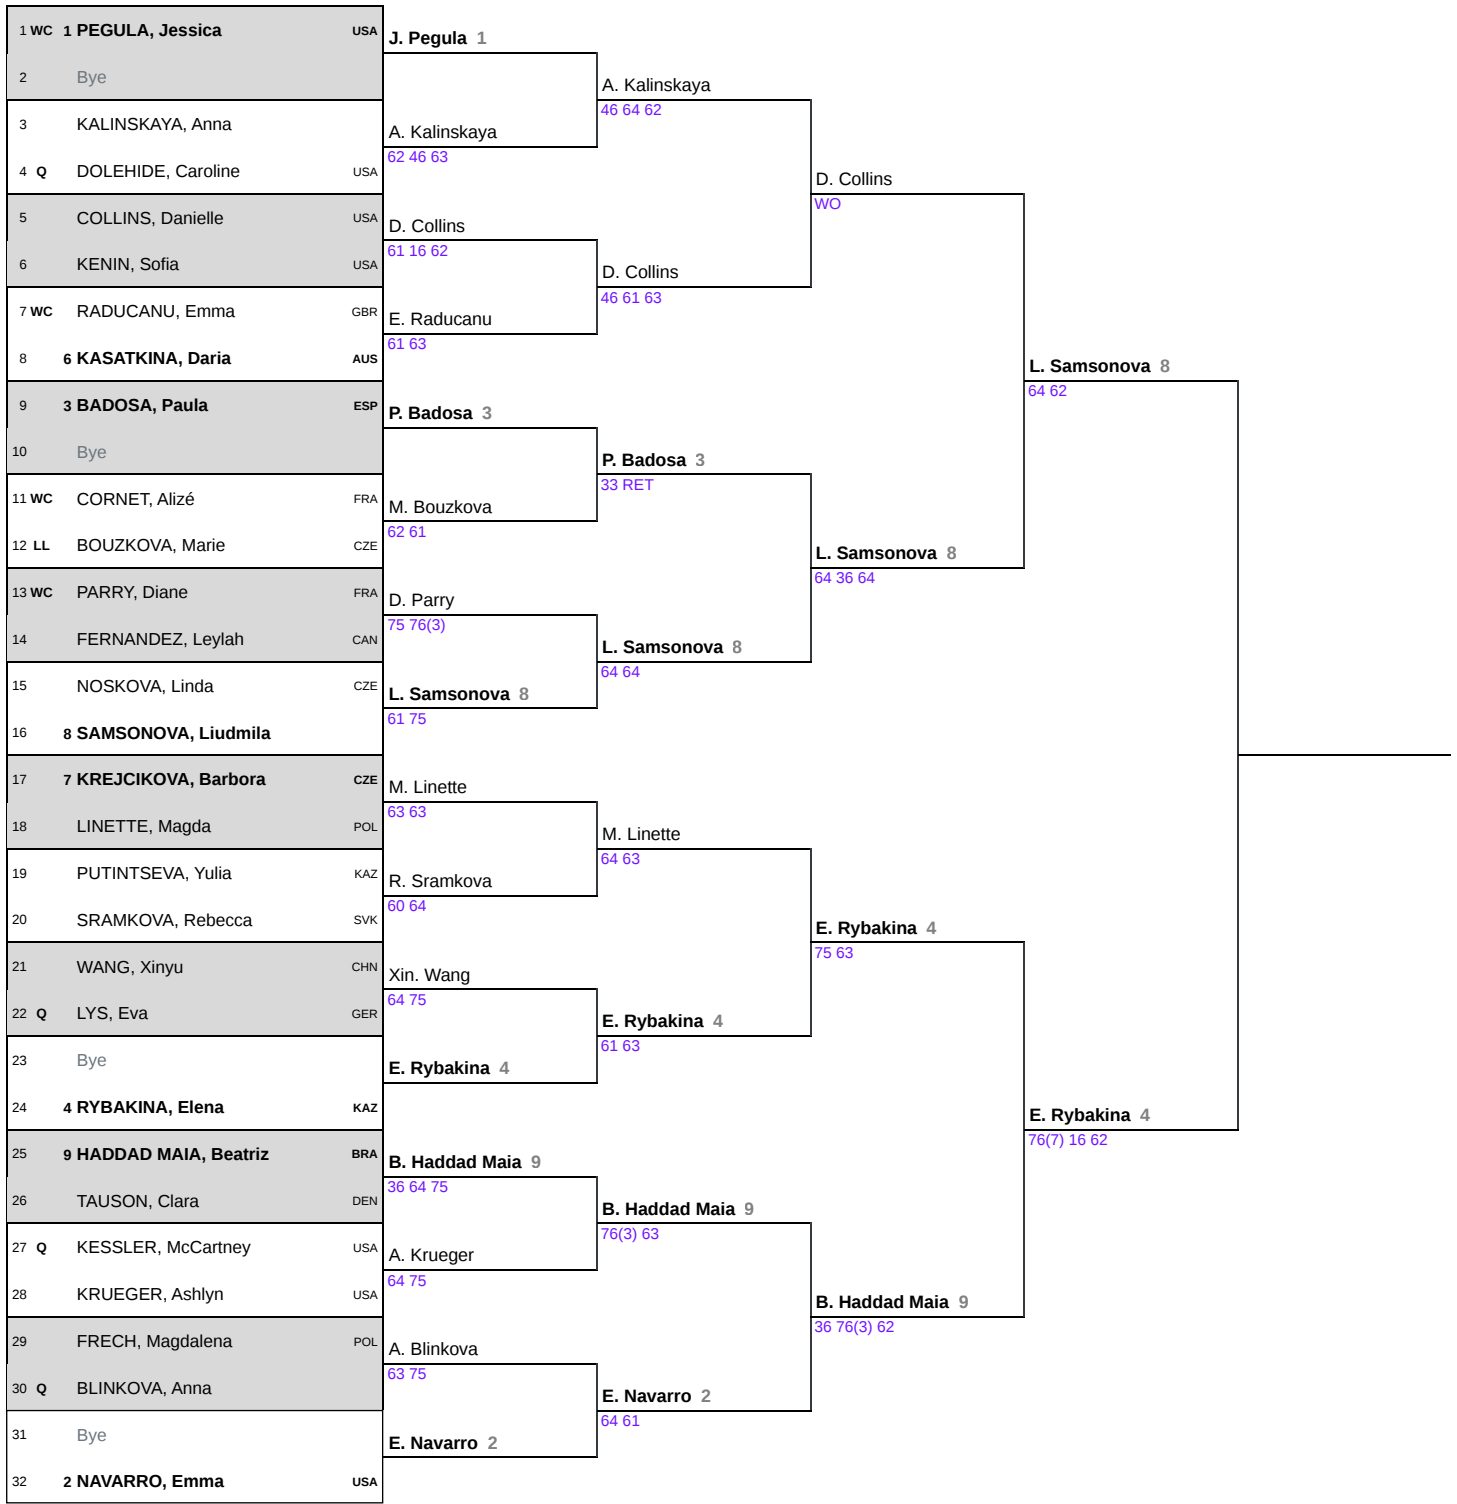 1 WC 1 PEGULA, Jessica USA
2 Bye
3 KALINSKAYA, Anna
4 Q DOLEHIDE, Caroline USA
5 COLLINS, Danielle USA
6 KENIN, Sofia USA
7 WC RADUCANU, Emma GBR
8 6 KASATKINA, Daria AUS
9 3 BADOSA, Paula ESP
10 Bye
11 WC CORNET, Alizé FRA
12 LL BOUZKOVA, Marie CZE
13 WC PARRY, Diane FRA
14 FERNANDEZ, Leylah CAN
15 NOSKOVA, Linda CZE
16 8 SAMSONOVA, Liudmila
17 7 KREJCIKOVA, Barbora CZE
18 LINETTE, Magda POL
19 PUTINTSEVA, Yulia KAZ
20 SRAMKOVA, Rebecca SVK
21 WANG, Xinyu CHN
22 Q LYS, Eva GER
23 Bye
24 4 RYBAKINA, Elena KAZ
25 9 HADDAD MAIA, Beatriz BRA
26 TAUSON, Clara DEN
27 Q KESSLER, McCartney USA
28 KRUEGER, Ashlyn USA
29 FRECH, Magdalena POL
30 Q BLINKOVA, Anna
31 Bye
32 2 NAVARRO, Emma USA
J. Pegula 1
A. Kalinskaya
62 46 63
D. Collins
61 16 62
E. Raducanu
61 63
P. Badosa 3
M. Bouzkova
62 61
D. Parry
75 76(3)
L. Samsonova 8
61 75
M. Linette
63 63
R. Sramkova
60 64
Xin. Wang
64 75
E. Rybakina 4
B. Haddad Maia 9
36 64 75
A. Krueger
64 75
A. Blinkova
63 75
E. Navarro 2
A. Kalinskaya
46 64 62
D. Collins
46 61 63
P. Badosa 3
33 RET
L. Samsonova 8
64 64
M. Linette
64 63
E. Rybakina 4
61 63
B. Haddad Maia 9
76(3) 63
E. Navarro 2
64 61
D. Collins
WO
L. Samsonova 8
64 36 64
E. Rybakina 4
75 63
B. Haddad Maia 9
36 76(3) 62
L. Samsonova 8
64 62
E. Rybakina 4
76(7) 16 62